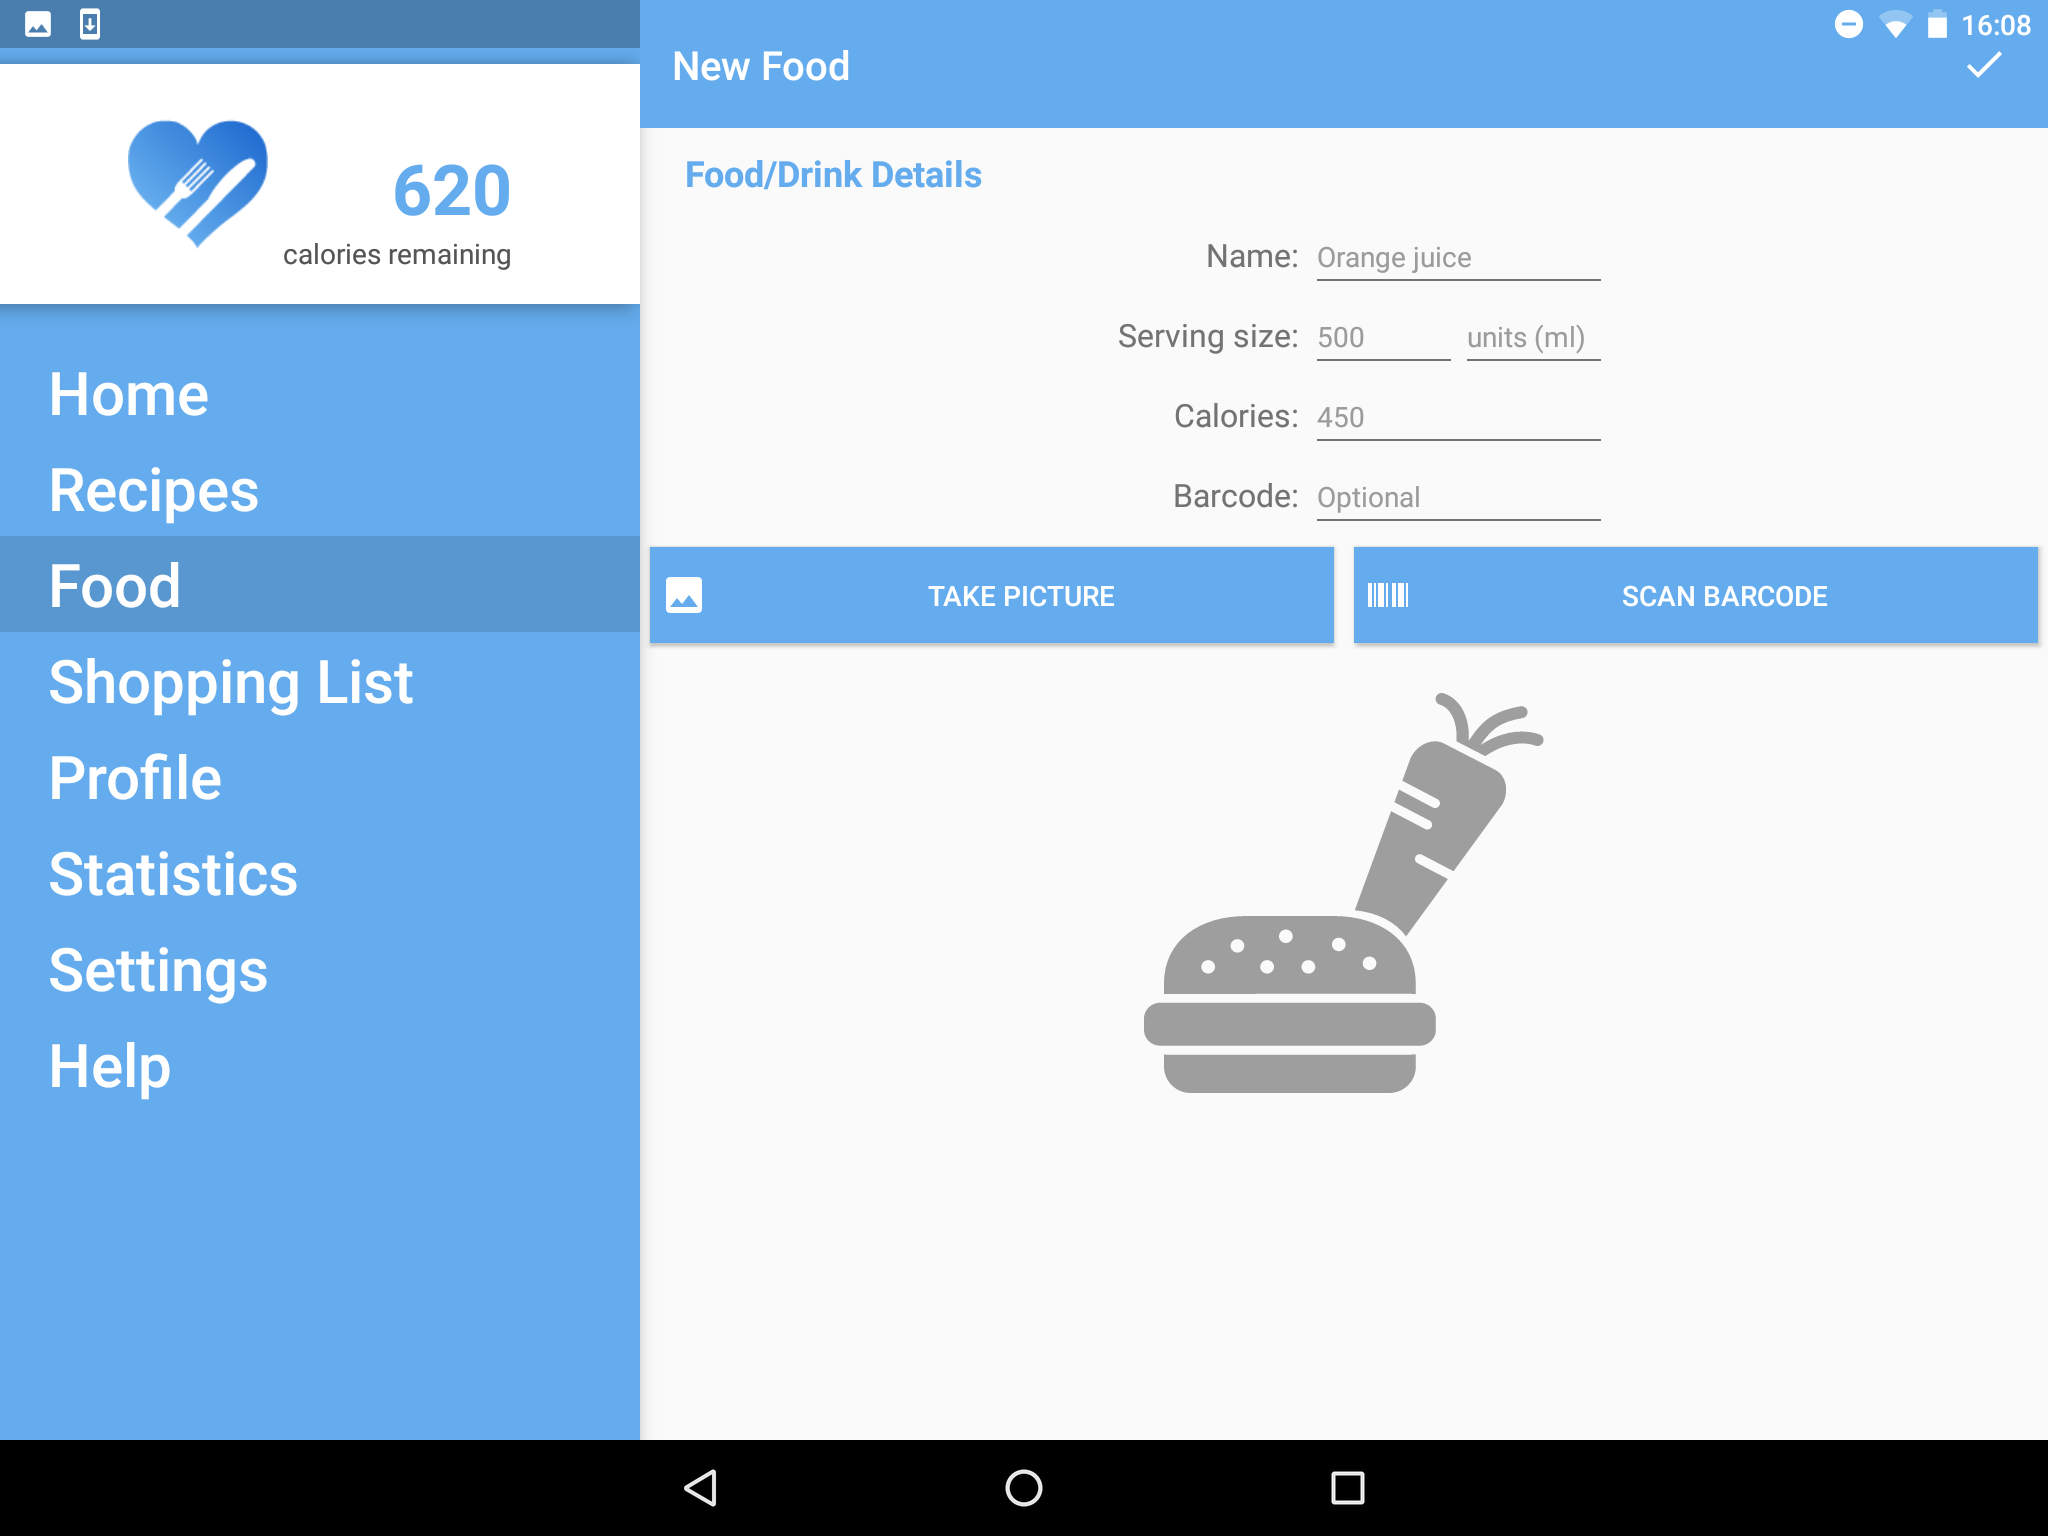 16:08
620
calories remaining
Home
Recipes
Food
Shopping List
Profile
Statistics
Settings
Help
New Food
Food/Drink Details
Name: Orange juice
Serving size: 500 units (ml)
Calories: 450
Barcode: Optional
TAKE PICTURE
SCAN BARCODE